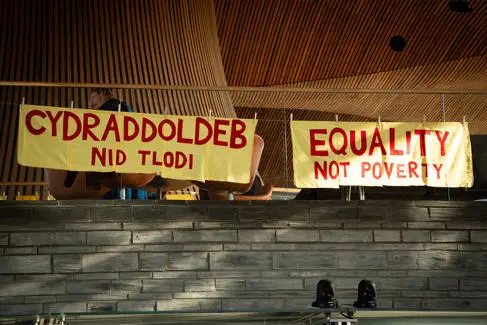 CYDRADDOLDEB
NID TLODI
EQUALITY
NOT POVERTY